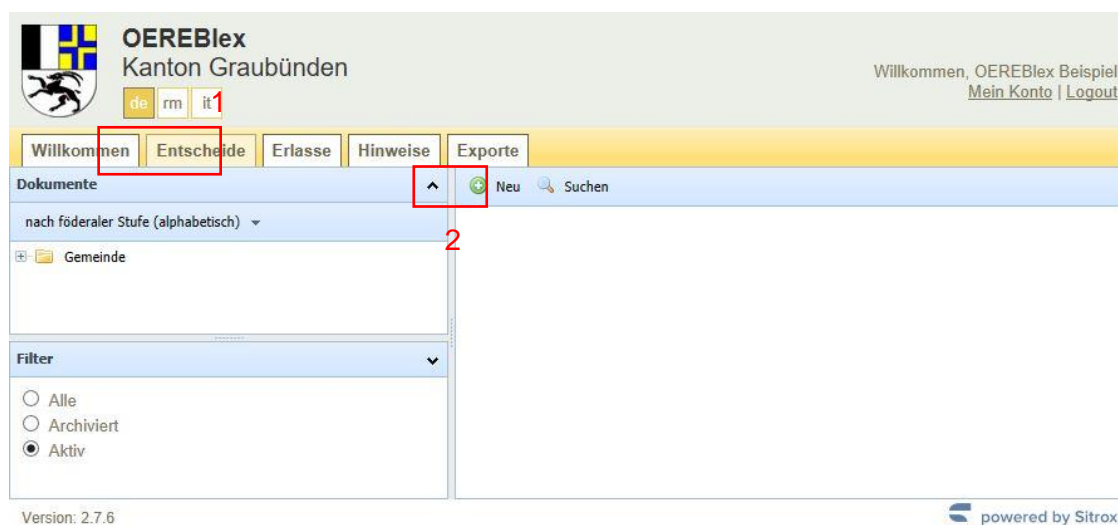 OEREBlex
Kanton Graubünden
Willkommen, OEREBlex Beispiel
Mein Konto | Logout
de rm it 1
Willkommen Entscheide Erlasse Hinweise Exporte
Dokumente
Neu Suchen
nach föderaler Stufe (alphabetisch)
2
Gemeinde
Filter
Alle
Archiviert
Aktiv
Version: 2.7.6
powered by Sitrox